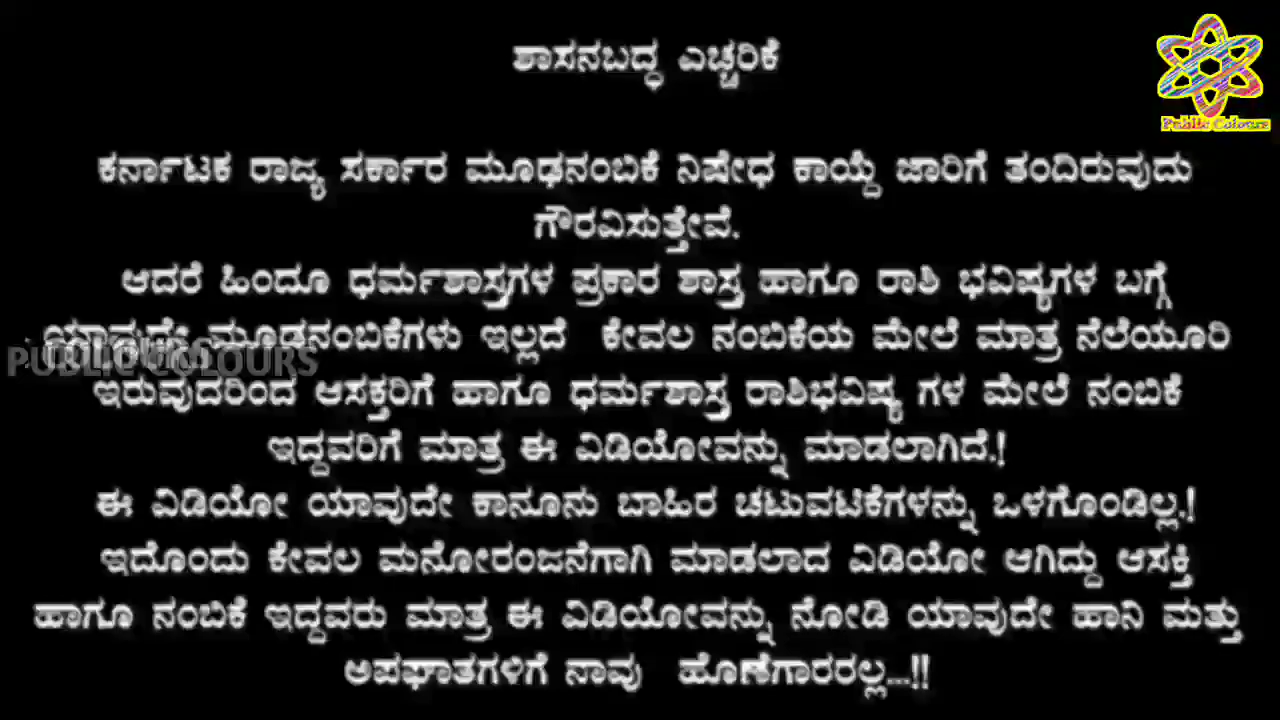 Public Colours
ಶಾಸನಬದ್ಧ ಎಚ್ಚರಿಕೆ
ಕರ್ನಾಟಕ ರಾಜ್ಯ ಸರ್ಕಾರ ಮೂಢನಂಬಿಕೆ ನಿಷೇಧ ಕಾಯ್ದೆ ಜಾರಿಗೆ ತಂದಿರುವುದು
ಗೌರವಿಸುತ್ತೇವೆ.
ಆದರೆ ಹಿಂದೂ ಧರ್ಮಶಾಸ್ತ್ರಗಳ ಪ್ರಕಾರ ಶಾಸ್ತ್ರ ಹಾಗೂ ರಾಶಿ ಭವಿಷ್ಯಗಳ ಬಗ್ಗೆ
ಯಾವುದೇ ಮೂಢನಂಬಿಕೆಗಳು ಇಲ್ಲದೆ ಕೇವಲ ನಂಬಿಕೆಯ ಮೇಲೆ ಮಾತ್ರ ನೆಲೆಯೂರಿ
PUBLIC COLOURS
ಇರುವುದರಿಂದ ಆಸಕ್ತರಿಗೆ ಹಾಗೂ ಧರ್ಮಶಾಸ್ತ್ರ ರಾಶಿಭವಿಷ್ಯ ಗಳ ಮೇಲೆ ನಂಬಿಕೆ
ಇದ್ದವರಿಗೆ ಮಾತ್ರ ಈ ವಿಡಿಯೋವನ್ನು ಮಾಡಲಾಗಿದೆ.!
ಈ ವಿಡಿಯೋ ಯಾವುದೇ ಕಾನೂನು ಬಾಹಿರ ಚಟುವಟಿಕೆಗಳನ್ನು ಒಳಗೊಂಡಿಲ್ಲ.!
ಇದೊಂದು ಕೇವಲ ಮನೋರಂಜನೆಗಾಗಿ ಮಾಡಲಾದ ವಿಡಿಯೋ ಆಗಿದ್ದು ಆಸಕ್ತಿ
ಹಾಗೂ ನಂಬಿಕೆ ಇದ್ದವರು ಮಾತ್ರ ಈ ವಿಡಿಯೋವನ್ನು ನೋಡಿ ಯಾವುದೇ ಹಾನಿ ಮತ್ತು
ಅಪಘಾತಗಳಿಗೆ ನಾವು ಹೊಣೆಗಾರರಲ್ಲ...!!